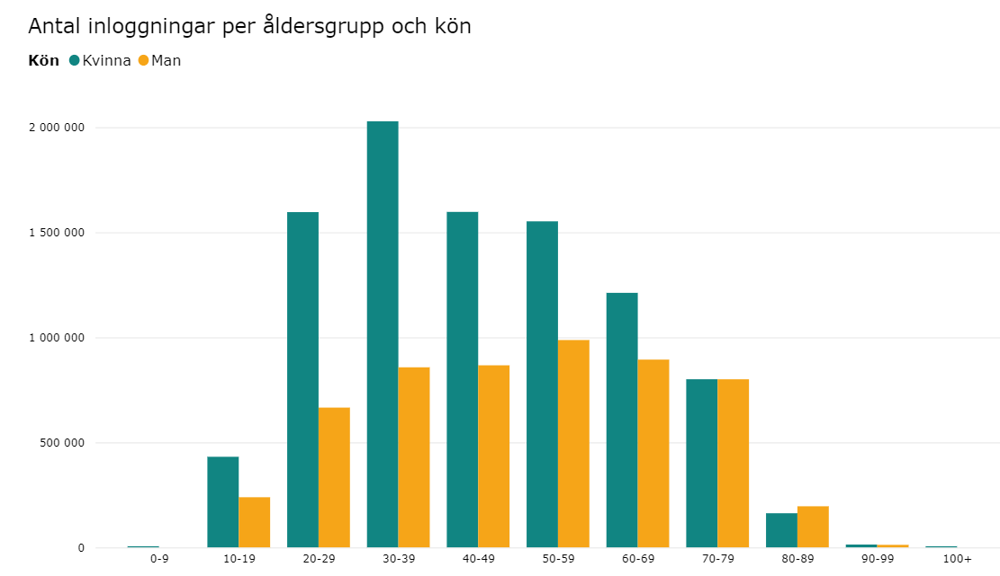 Antal inloggningar per åldersgrupp och kön
Kön Kvinna Man
2 000 000
1 500 000
1 000 000
500 000
0
0-9 10-19 20-29 30-39 40-49 50-59 60-69 70-79 80-89 90-99 100+